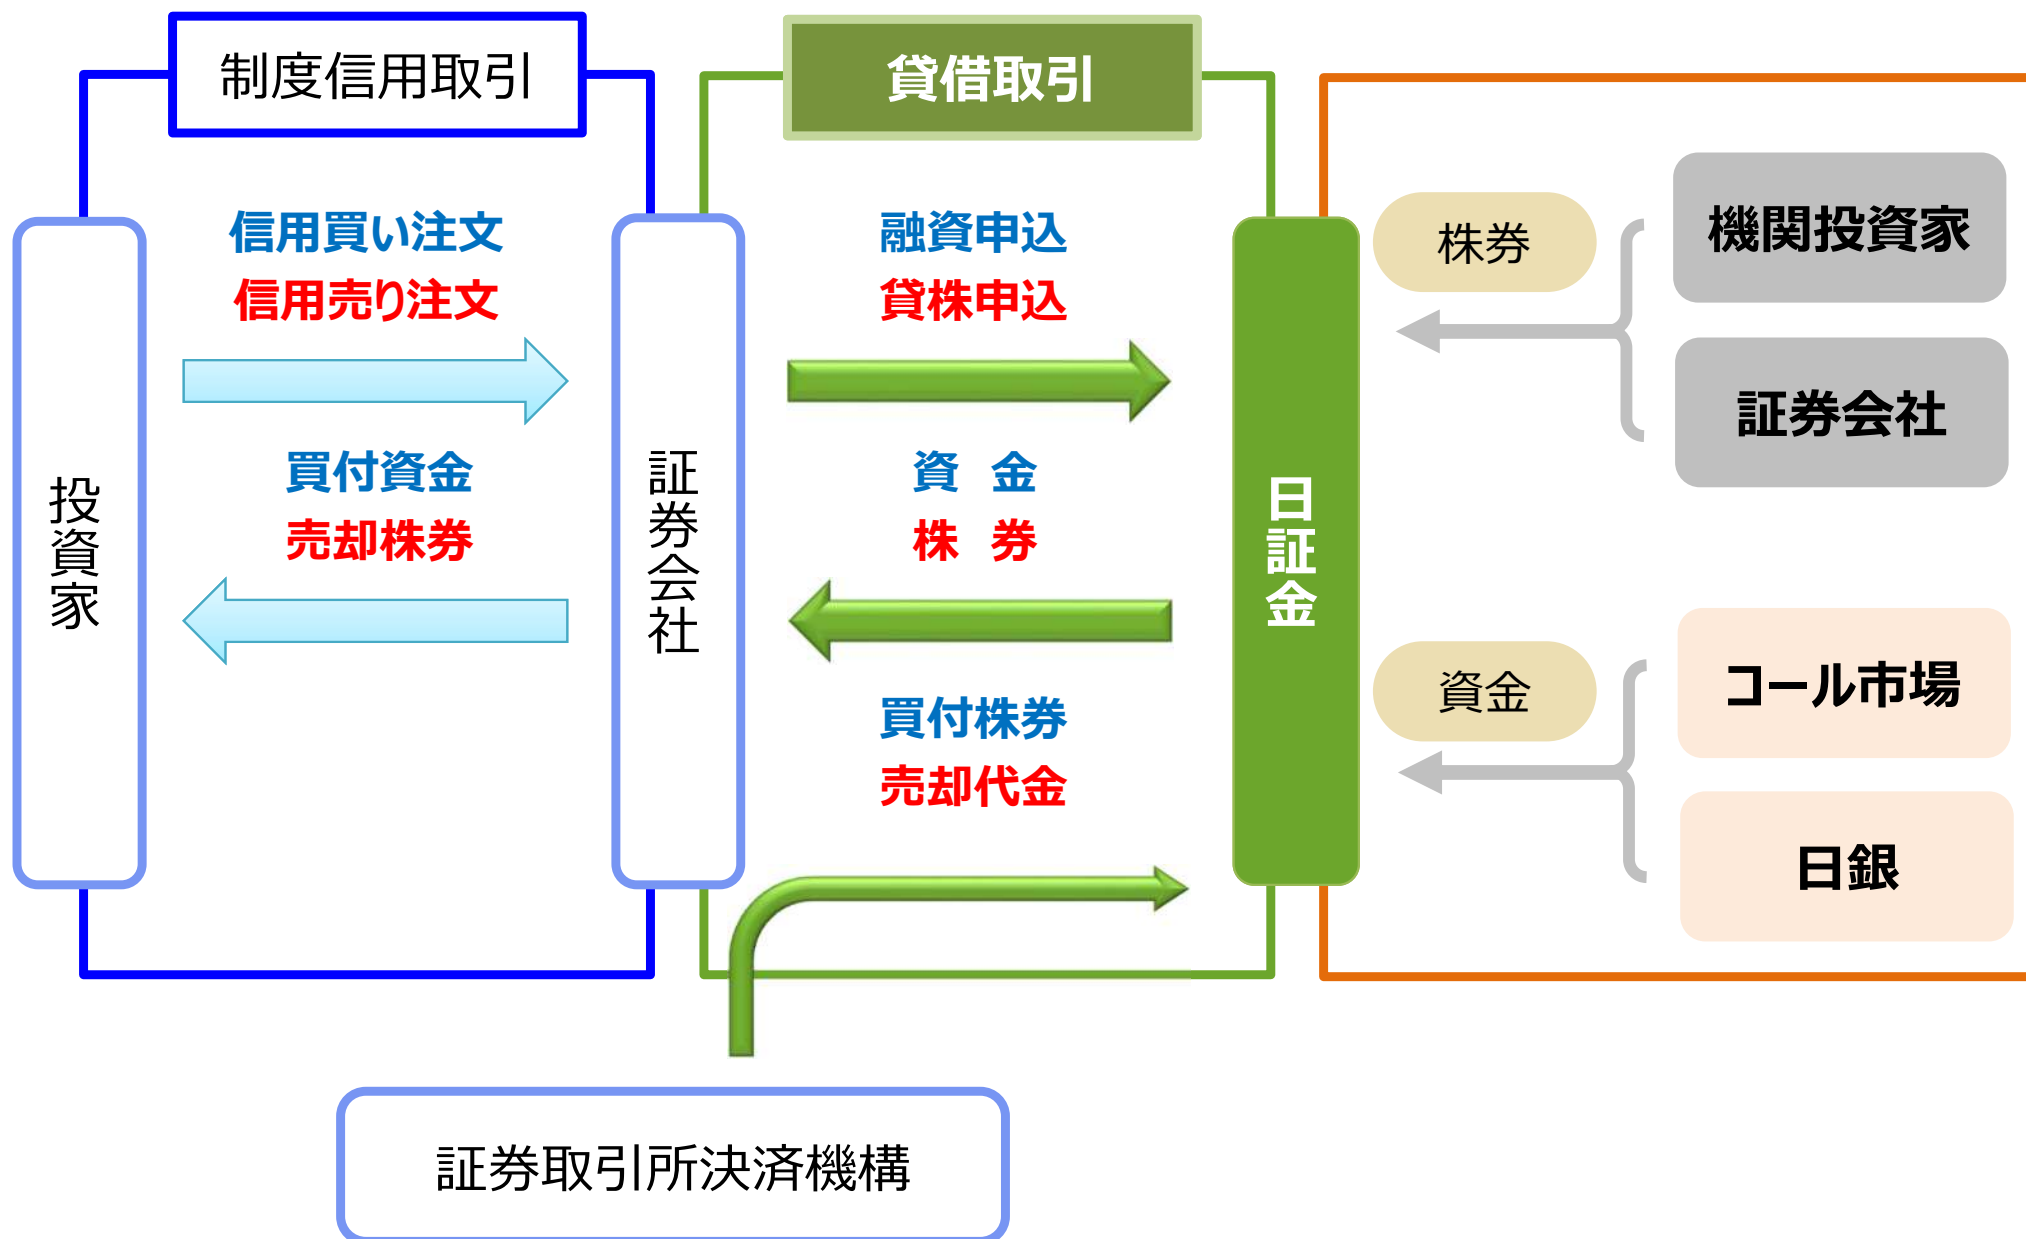 制度信用取引
貸借取引
信用買い注文
信用売り注文
買付資金
売却株券
投資家
証券会社
融資申込
貸株申込
資　金
株　券
買付株券
売却代金
日証金
株券
機関投資家
証券会社
資金
コール市場
日銀
証券取引所決済機構